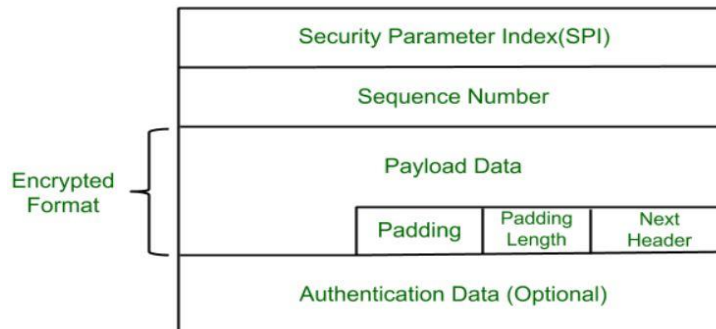 Security Parameter Index(SPI)
Sequence Number
Encrypted
Format
Payload Data
Padding
Padding
Length
Next
Header
Authentication Data (Optional)